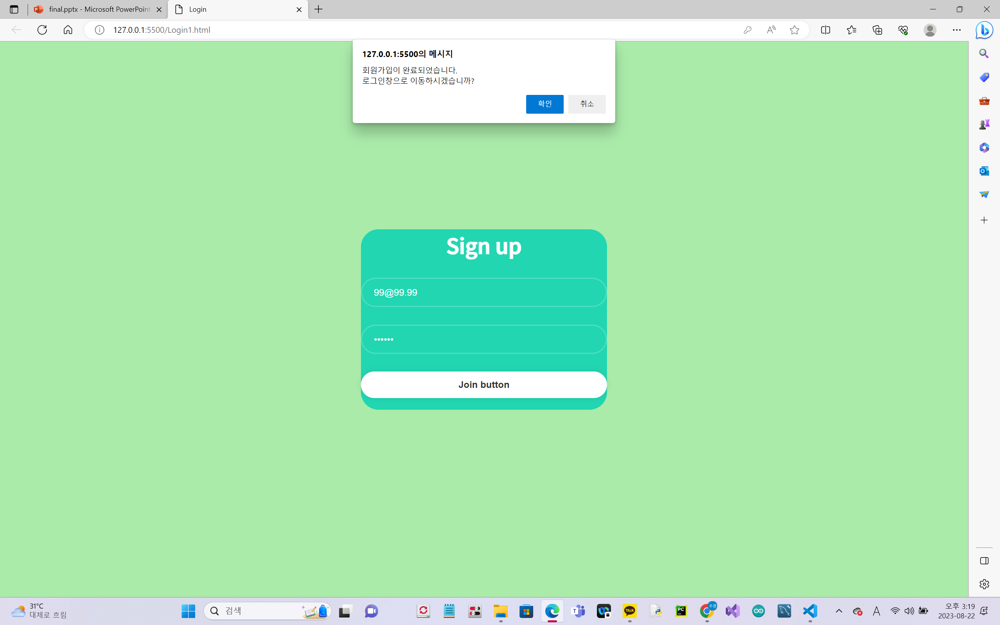 final.pptx - Microsoft PowerPoint
Login
127.0.0.1:5500/Login1.html
127.0.0.1:5500의 메시지
회원가입이 완료되었습니다.
로그인창으로 이동하시겠습니까?
확인
취소
Sign up
99@99.99
••••••
Join button
31°C
대체로 흐림
검색
TALK
PC
수경
A
오후 3:19
2023-08-22